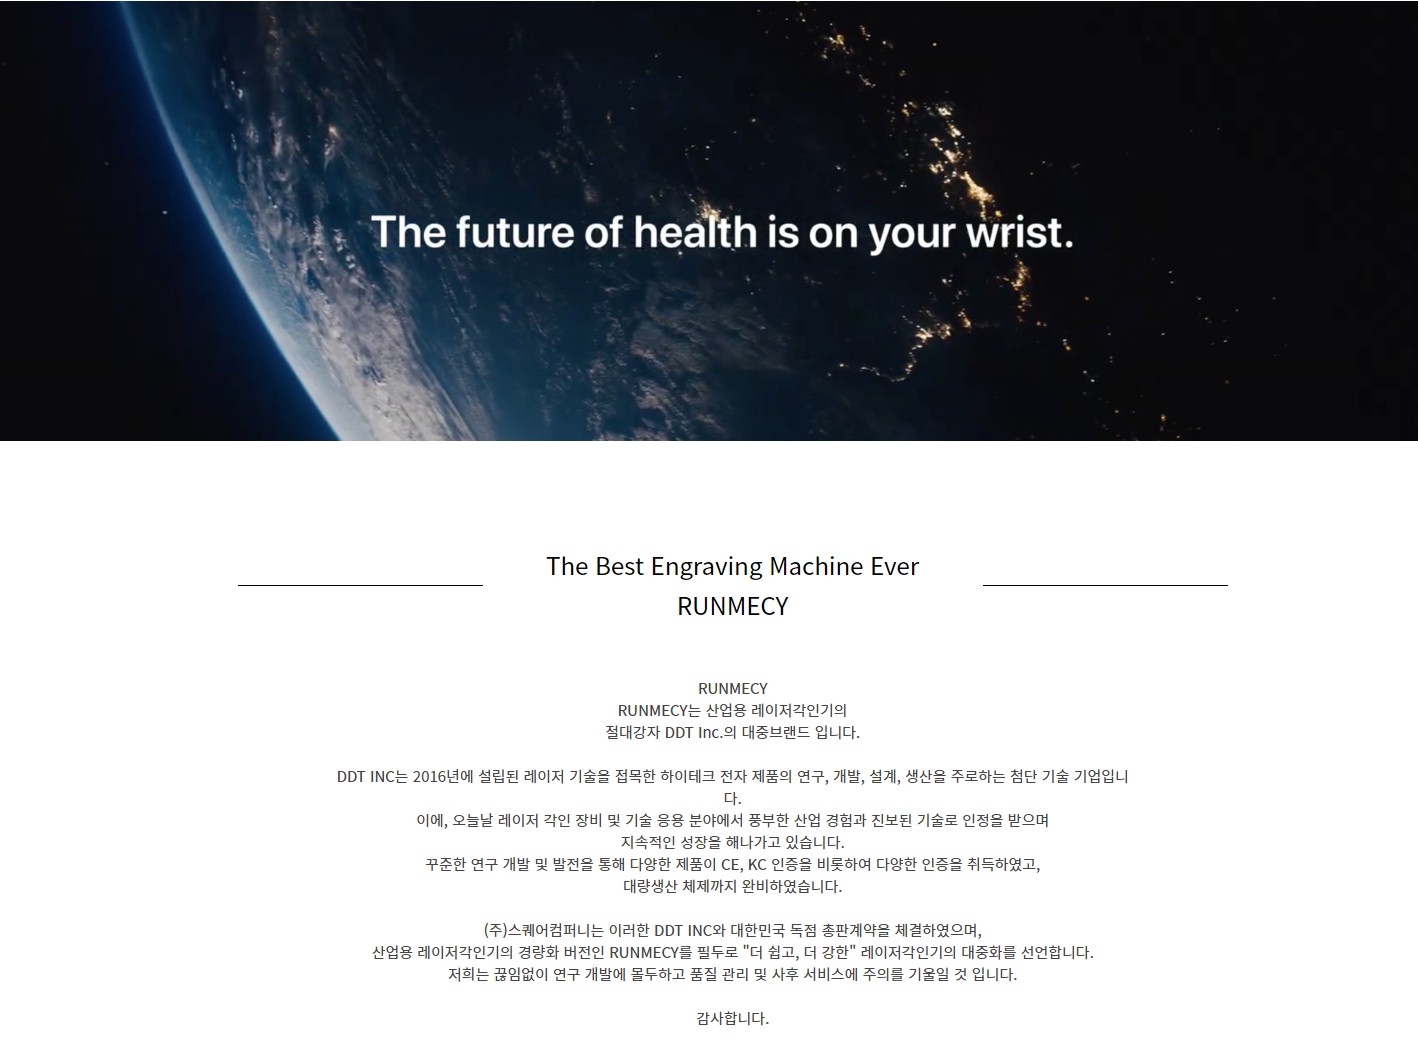 The future of health is on your wrist.
The Best Engraving Machine Ever
RUNMECY
RUNMECY
RUNMECY는 산업용 레이저각인기의
절대강자 DDT Inc.의 대중브랜드 입니다.
DDT INC는 2016년에 설립된 레이저 기술을 접목한 하이테크 전자 제품의 연구, 개발, 설계, 생산을 주로하는 첨단 기술 기업입니
다.
이에, 오늘날 레이저 각인 장비 및 기술 응용 분야에서 풍부한 산업 경험과 진보된 기술로 인정을 받으며
지속적인 성장을 해나가고 있습니다.
꾸준한 연구 개발 및 발전을 통해 다양한 제품이 CE, KC 인증을 비롯하여 다양한 인증을 취득하였고,
대량생산 체제까지 완비하였습니다.
(주)스퀘어컴퍼니는 이러한 DDT INC와 대한민국 독점 총판계약을 체결하였으며,
산업용 레이저각인기의 경량화 버전인 RUNMECY를 필두로 "더 쉽고, 더 강한" 레이저각인기의 대중화를 선언합니다.
저희는 끊임없이 연구 개발에 몰두하고 품질 관리 및 사후 서비스에 주의를 기울일 것 입니다.
감사합니다.